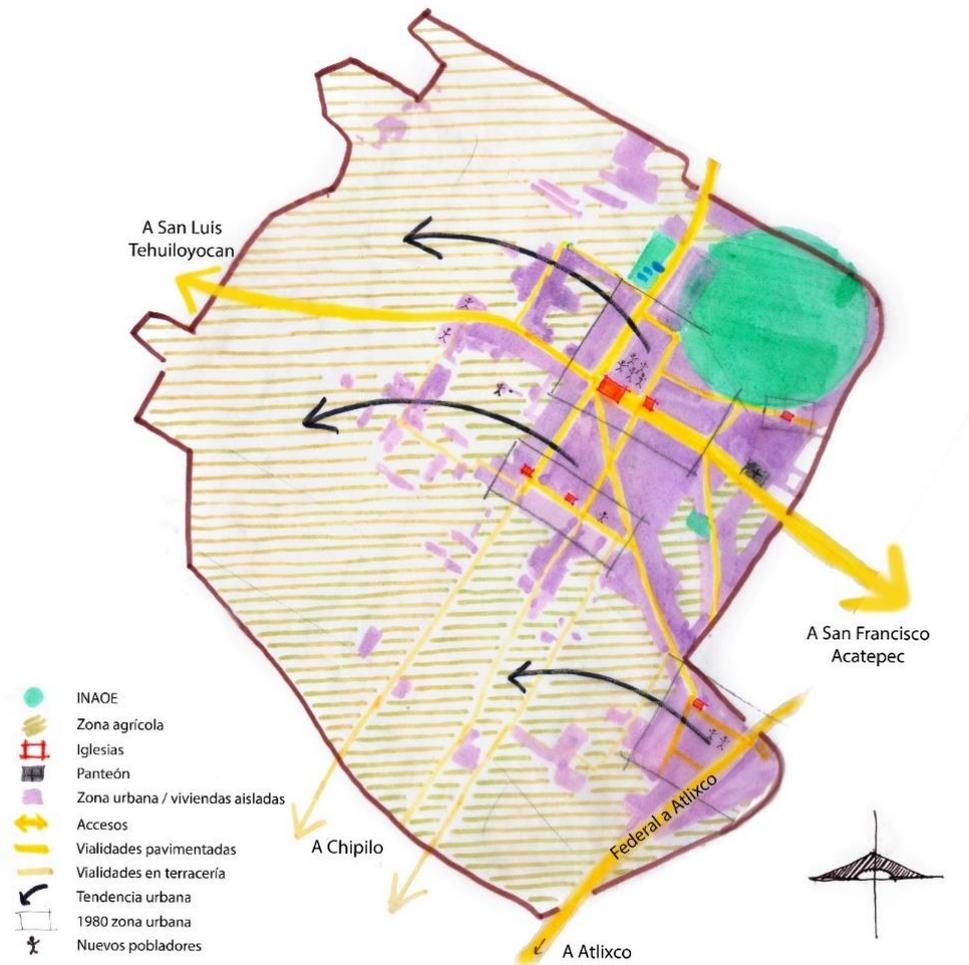 A San Luis
Tehuiloyocan
A San Francisco
Acatepec
Federal a Atlixco
A Chipilo
A Atlixco
INAOE
Zona agrícola
Iglesias
Panteón
Zona urbana / viviendas aisladas
Accesos
Vialidades pavimentadas
Vialidades en terracería
Tendencia urbana
1980 zona urbana
Nuevos pobladores